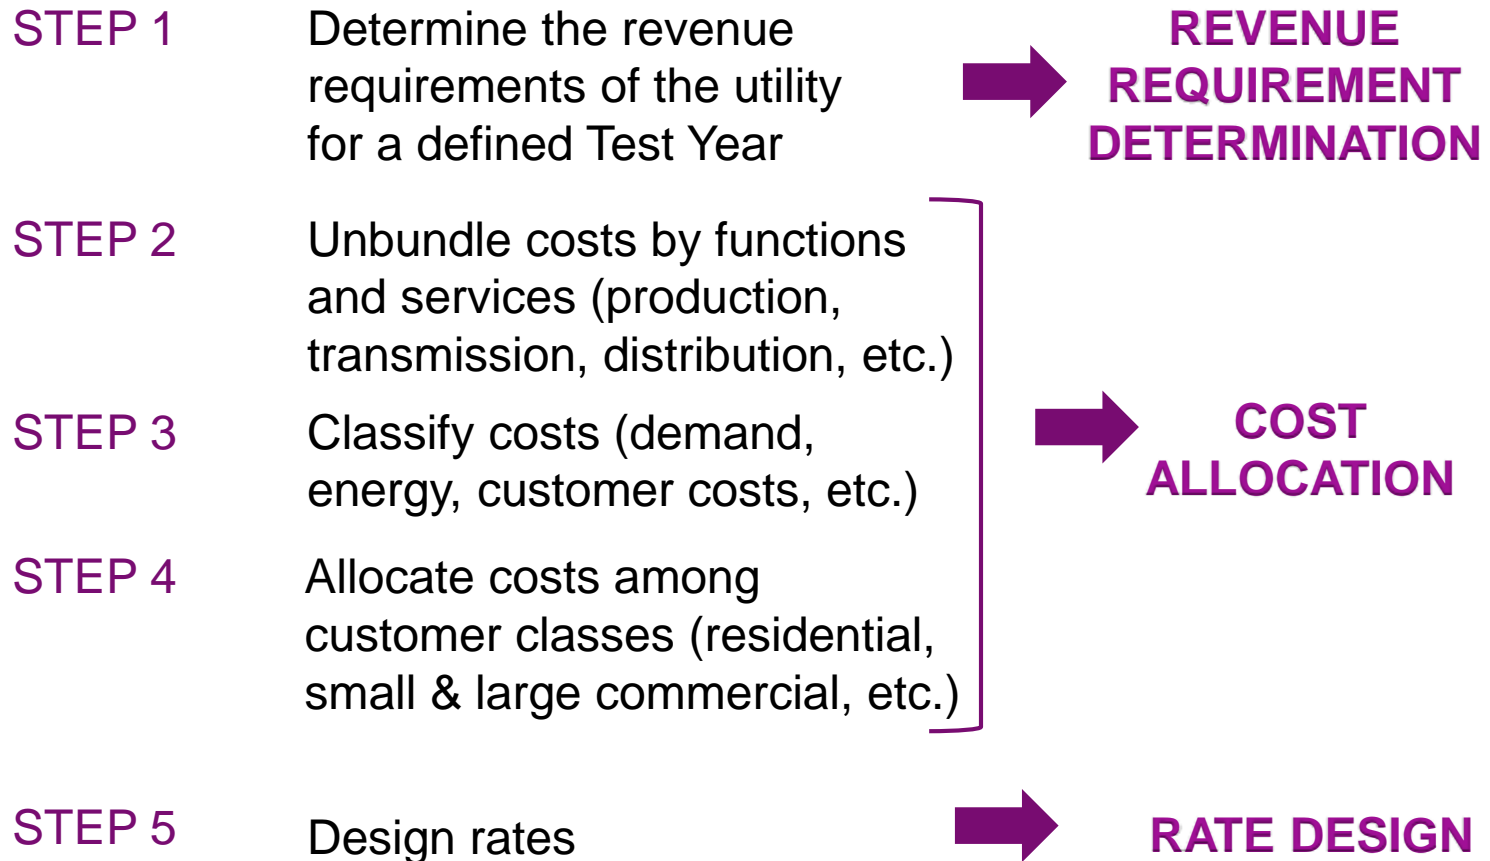 STEP 1
Determine the revenue
requirements of the utility
for a defined Test Year
REVENUE
REQUIREMENT
DETERMINATION
STEP 2
Unbundle costs by functions
and services (production,
transmission, distribution, etc.)
STEP 3
Classify costs (demand,
energy, customer costs, etc.)
STEP 4
Allocate costs among
customer classes (residential,
small & large commercial, etc.)
COST
ALLOCATION
STEP 5
Design rates
RATE DESIGN